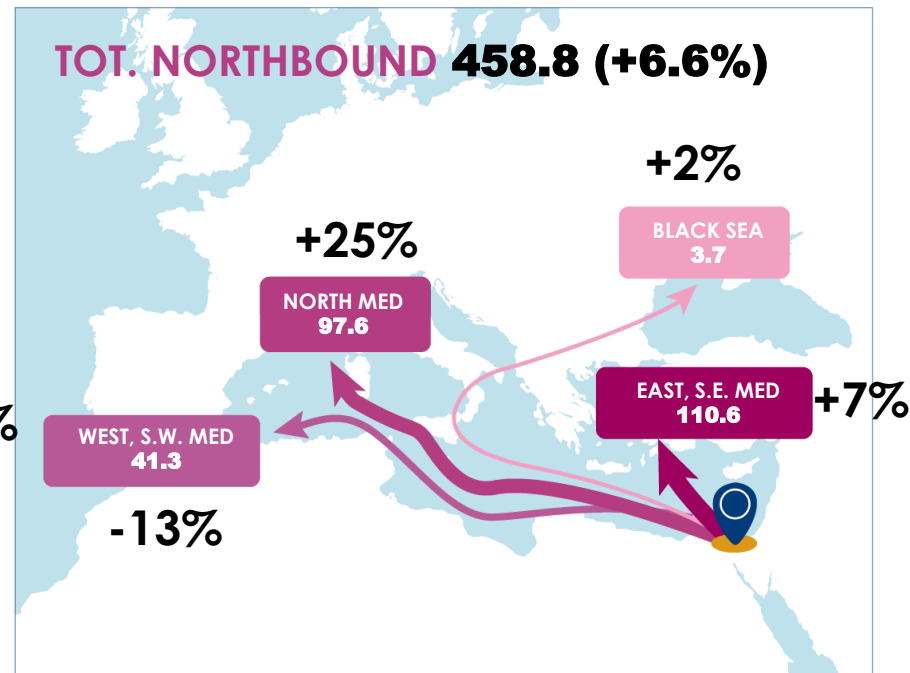 TOT. NORTHBOUND 458.8 (+6.6%)
+2%
BLACK SEA
3.7
+25%
NORTH MED
97.6
EAST, S.E. MED
110.6
+7%
%
WEST, S.W. MED
41.3
-13%